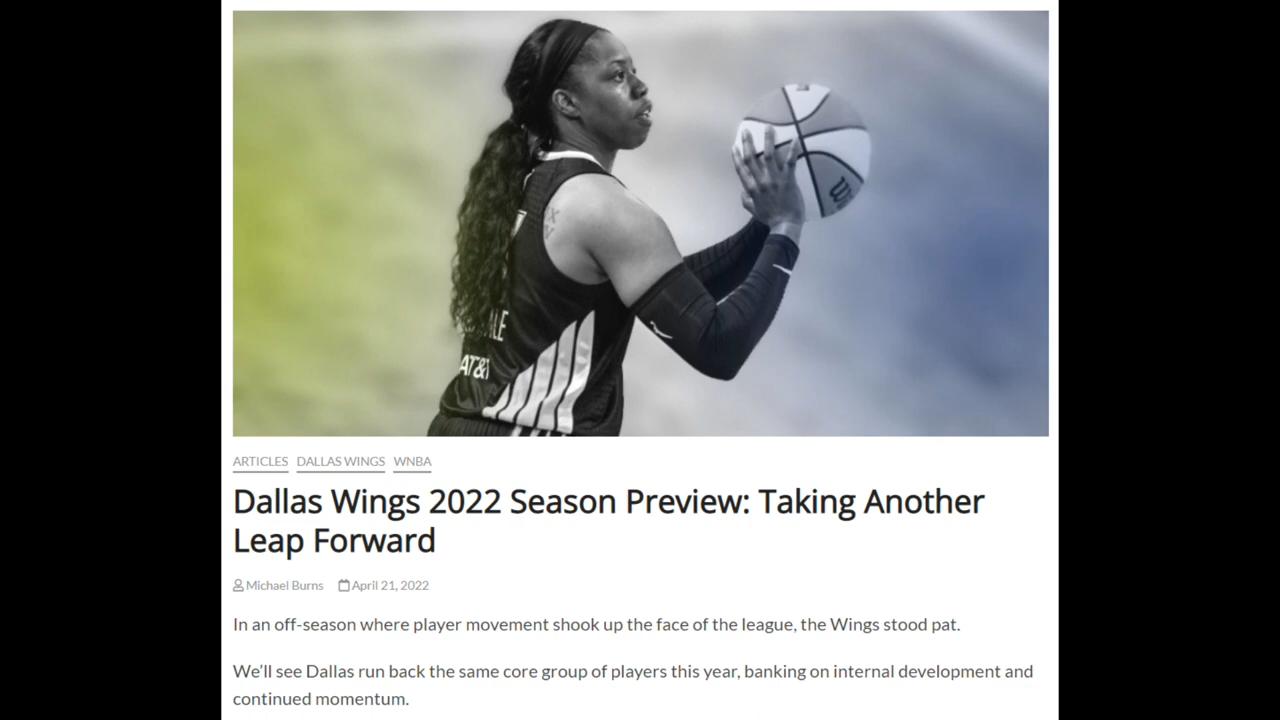 AT&T
ARTICLES DALLAS WINGS WNBA
Dallas Wings 2022 Season Preview: Taking Another
Leap Forward
Michael Burns April 21, 2022
In an off-season where player movement shook up the face of the league, the Wings stood pat.
We'll see Dallas run back the same core group of players this year, banking on internal development and
continued momentum.